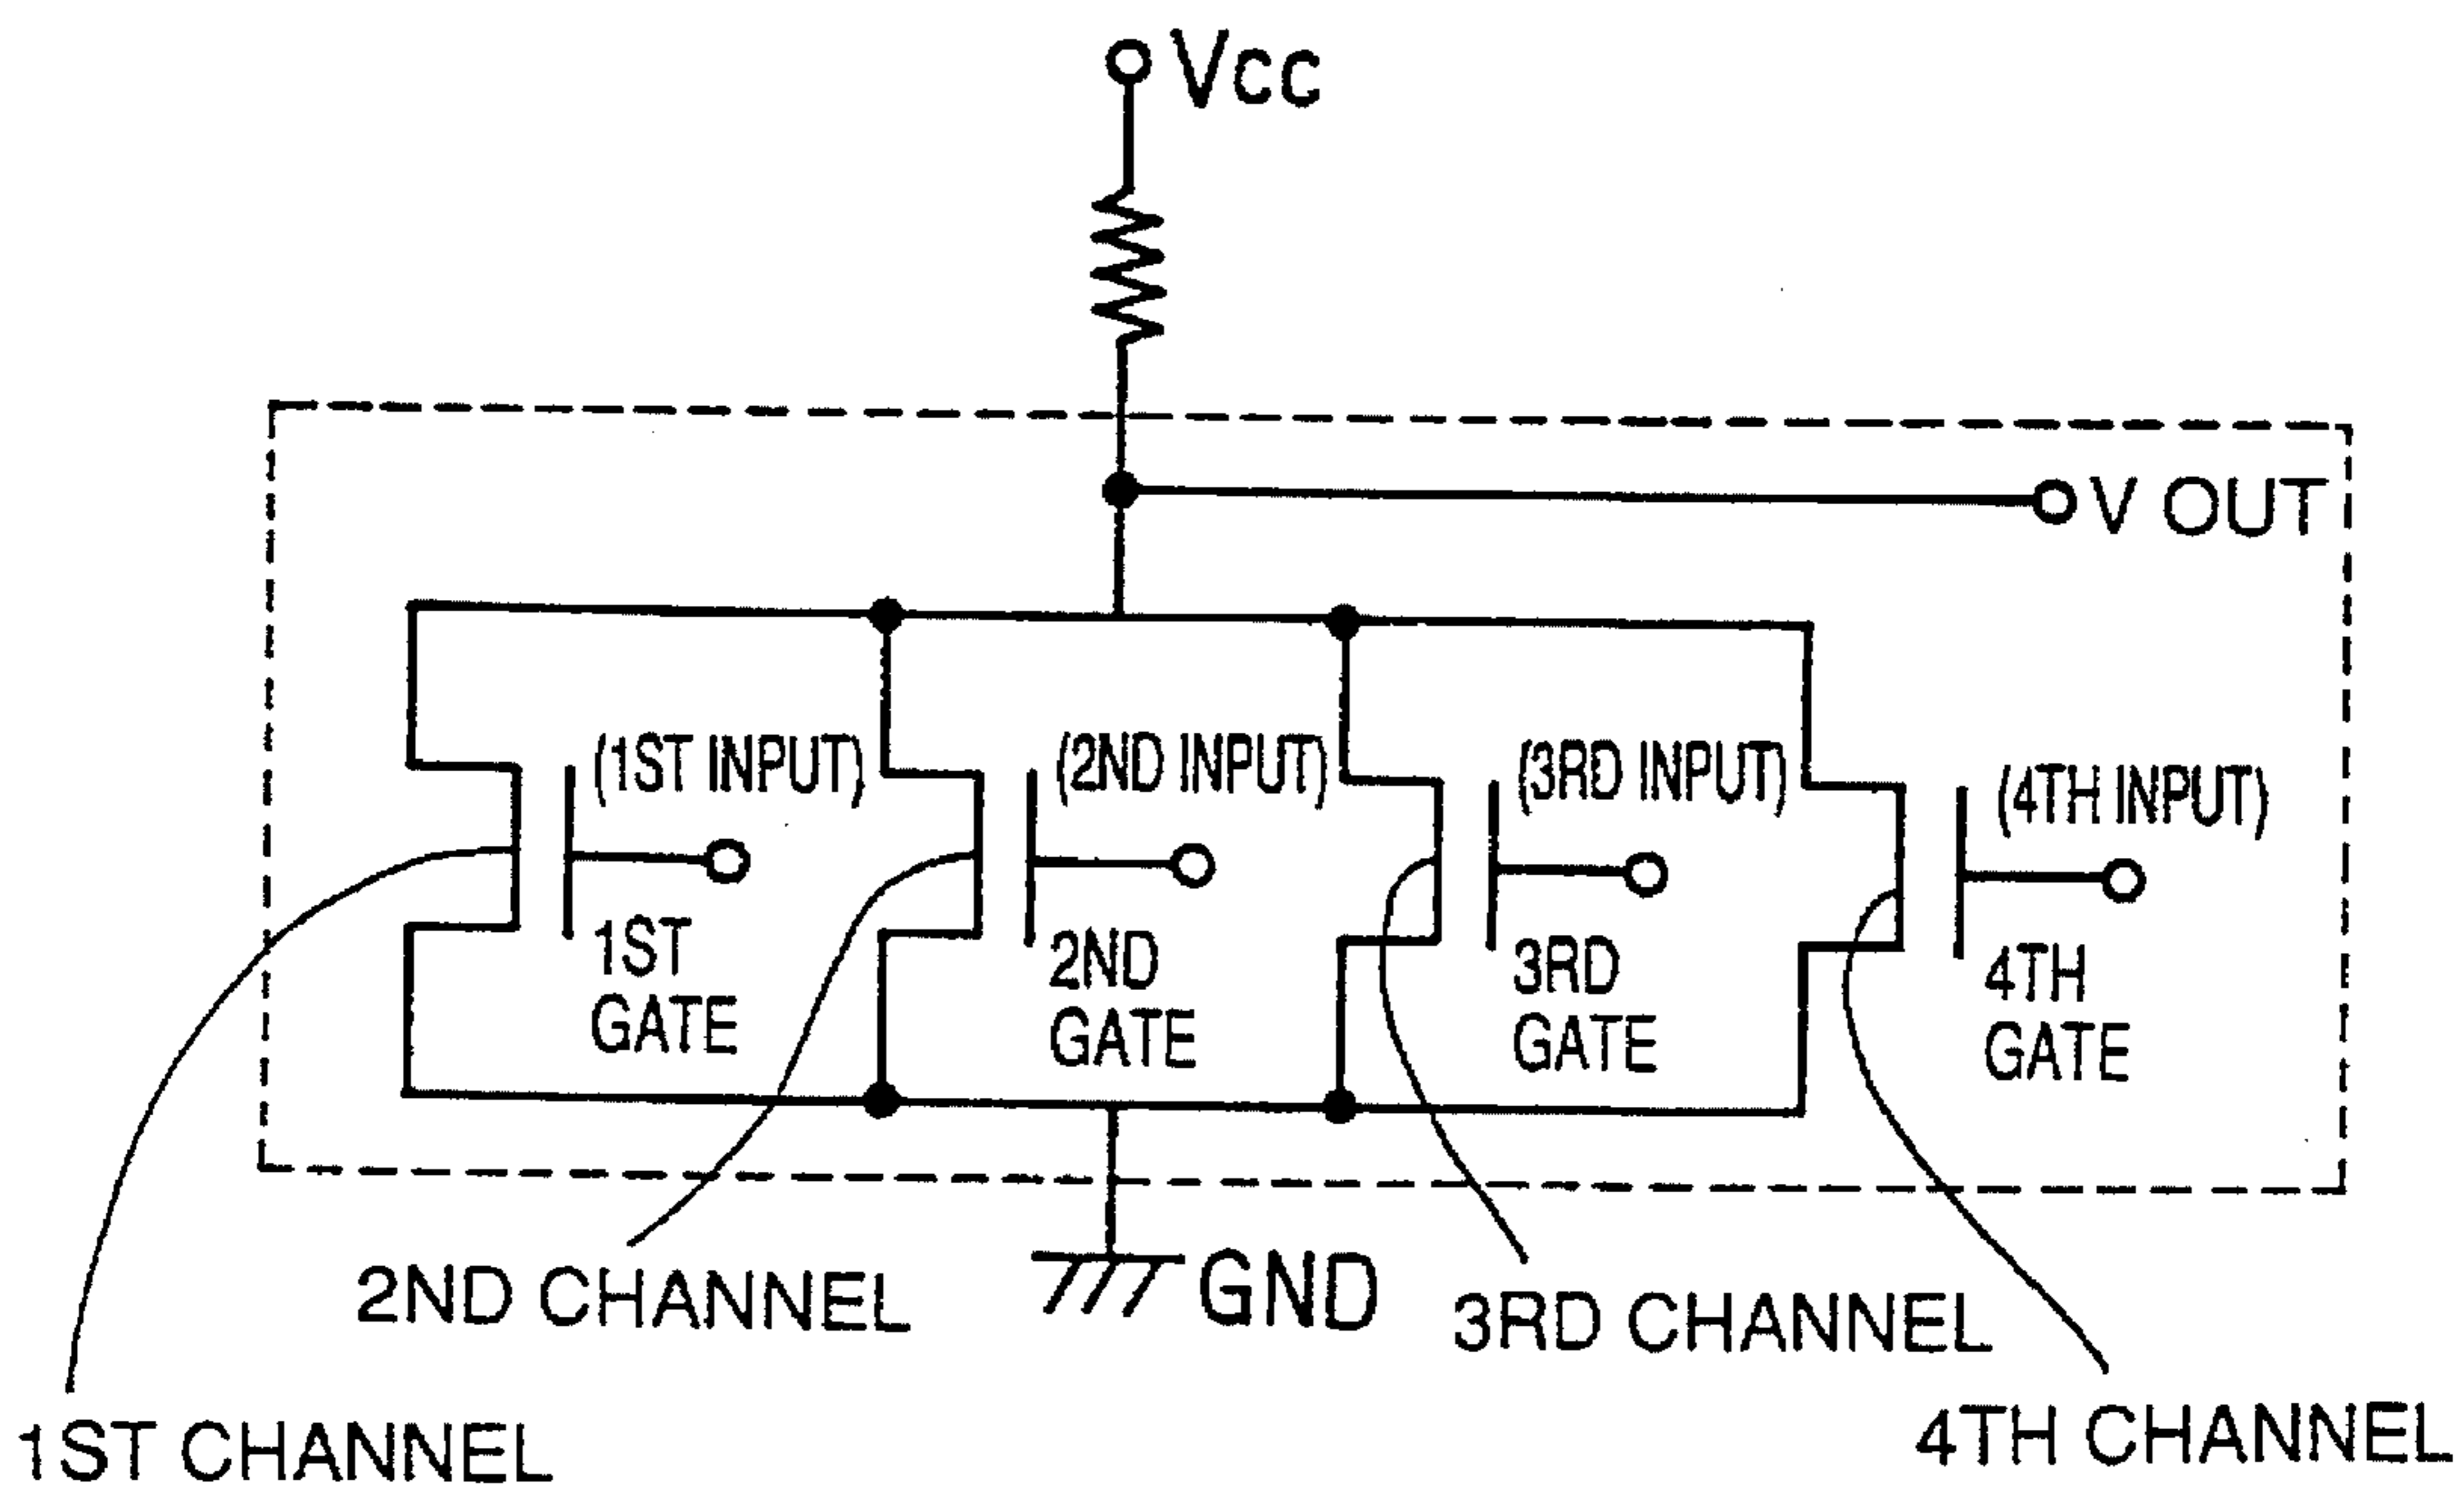 Vcc
V OUT
(1ST INPUT)
(2ND INPUT)
(3RD INPUT)
(4TH INPUT)
1ST
GATE
2ND
GATE
3RD
GATE
4TH
GATE
2ND CHANNEL
GND
3RD CHANNEL
1ST CHANNEL
4TH CHANNEL